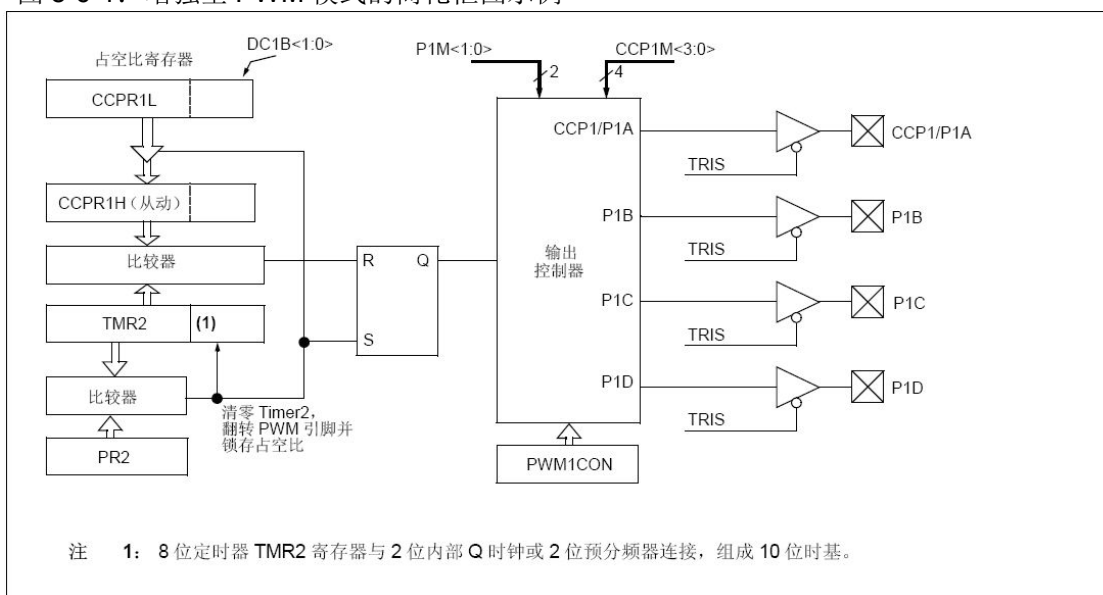 DC1B<1:0>
占空比寄存器
CCPR1L
CCPR1H（从动）
比较器
TMR2
(1)
比较器
PR2
清零 Timer2，
翻转 PWM 引脚并
锁存占空比
R
Q
S
P1M<1:0>
2
CCP1M<3:0>
4
输出
控制器
CCP1/P1A
P1B
P1C
P1D
PWM1CON
TRIS
CCP1/P1A
TRIS
P1B
TRIS
P1C
TRIS
P1D
注 1： 8 位定时器 TMR2 寄存器与 2 位内部 Q 时钟或 2 位预分频器连接，组成 10 位时基。